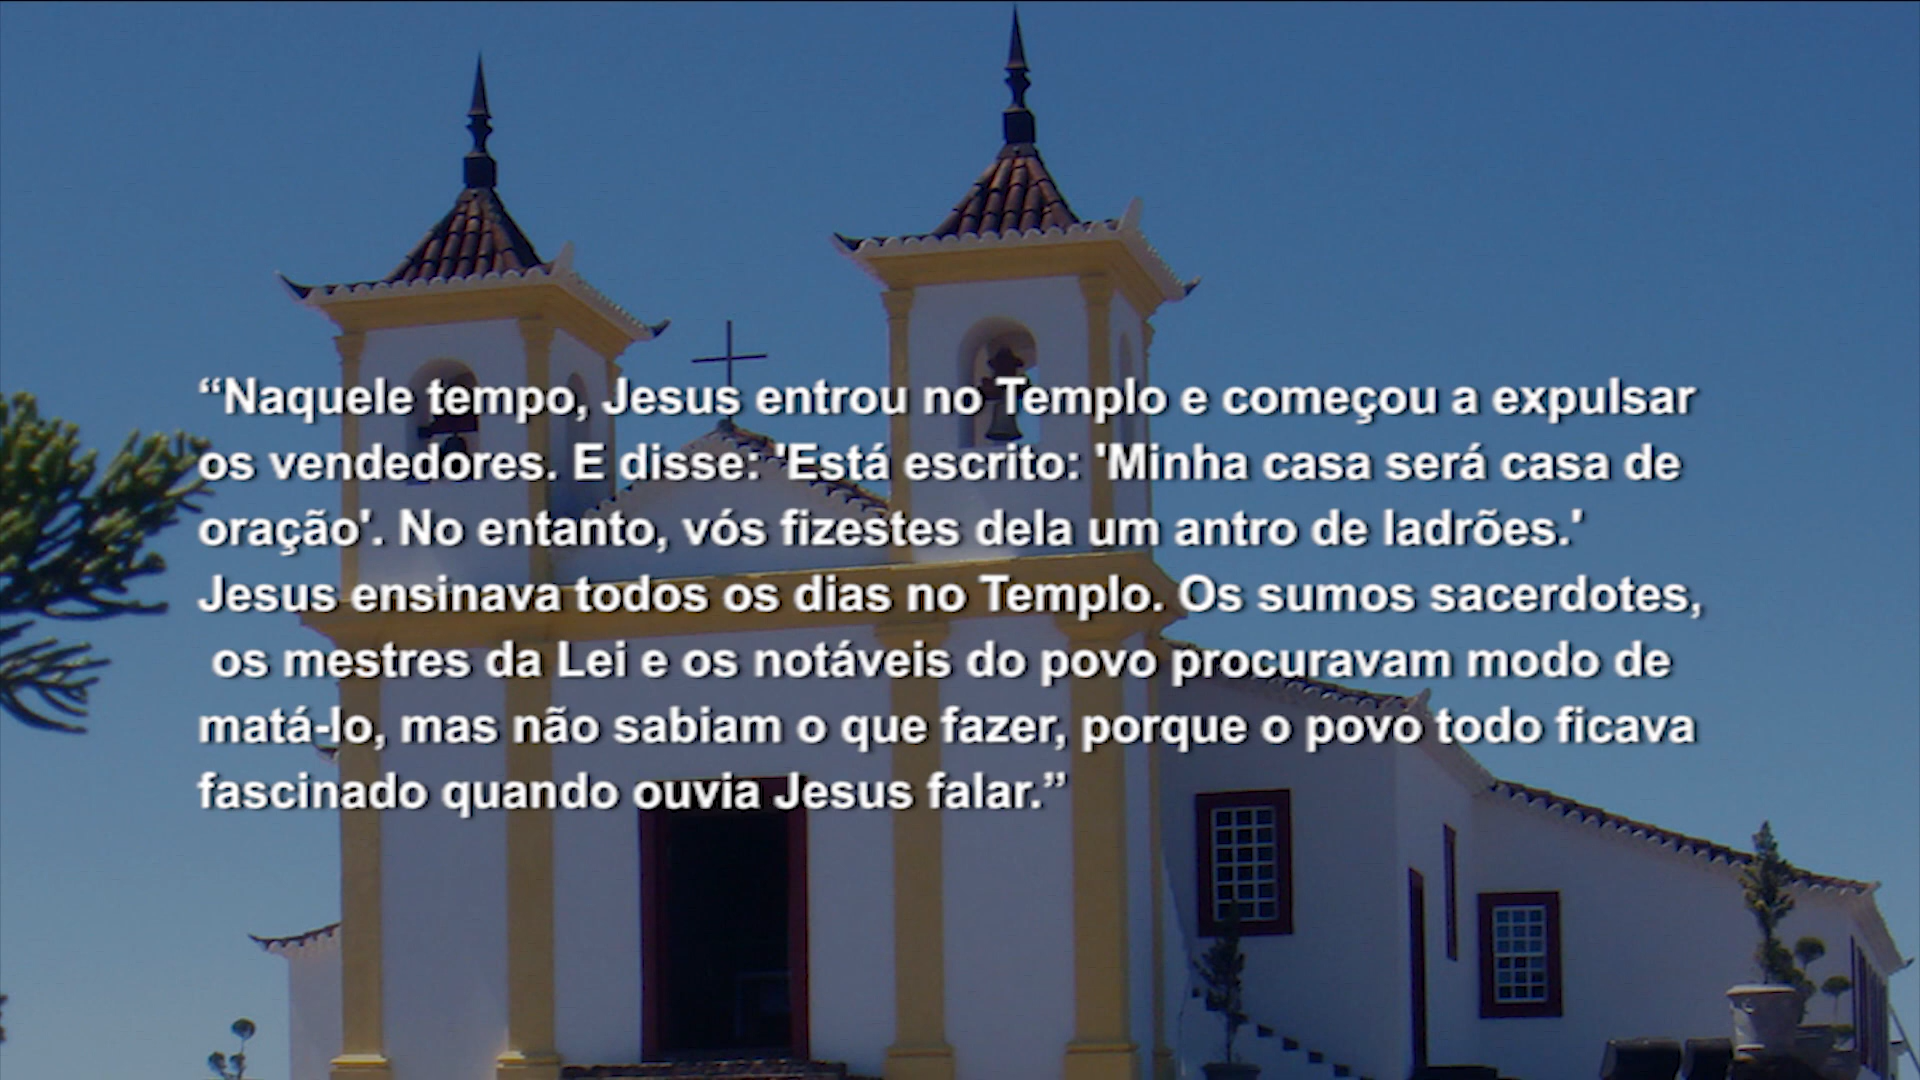 “Naquele tempo, Jesus entrou no Templo e começou a expulsar
os vendedores. E disse: 'Está escrito: 'Minha casa será casa de
oração'. No entanto, vós fizestes dela um antro de ladrões.'
Jesus ensinava todos os dias no Templo. Os sumos sacerdotes,
os mestres da Lei e os notáveis do povo procuravam modo de
matá-lo, mas não sabiam o que fazer, porque o povo todo ficava
fascinado quando ouvia Jesus falar.”